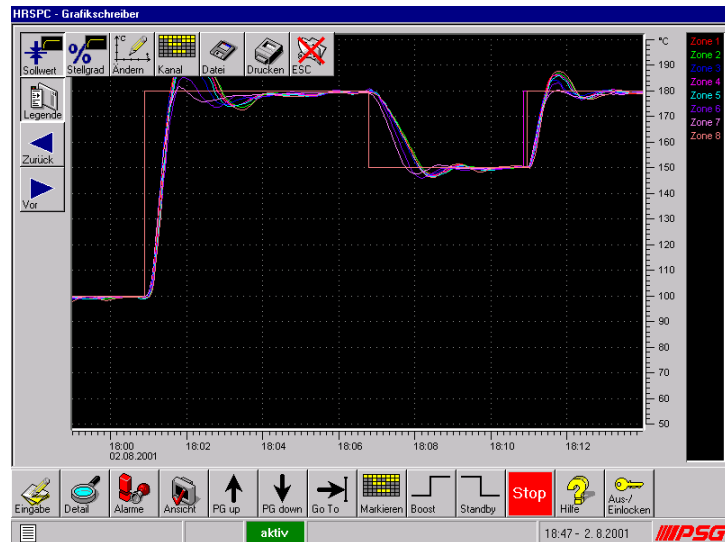 HRSPC - Grafikschreiber
Sollwert Stellgrad Ändern Kanal Datei Drucken ESC
Legende
Zurück
Vor
°C
190
180
170
160
150
140
130
120
110
100
90
80
70
60
50
Zone 1
Zone 2
Zone 3
Zone 4
Zone 5
Zone 6
Zone 7
Zone 8
18:00 18:02 18:04 18:06 18:08 18:10 18:12
02.08.2001
Eingabe Detail Alarme Ansicht PG up PG down Go To Markieren Boost Standby Stop Hilfe Aus-/
Einlocken
aktiv 18:47 - 2. 8.2001 PSG